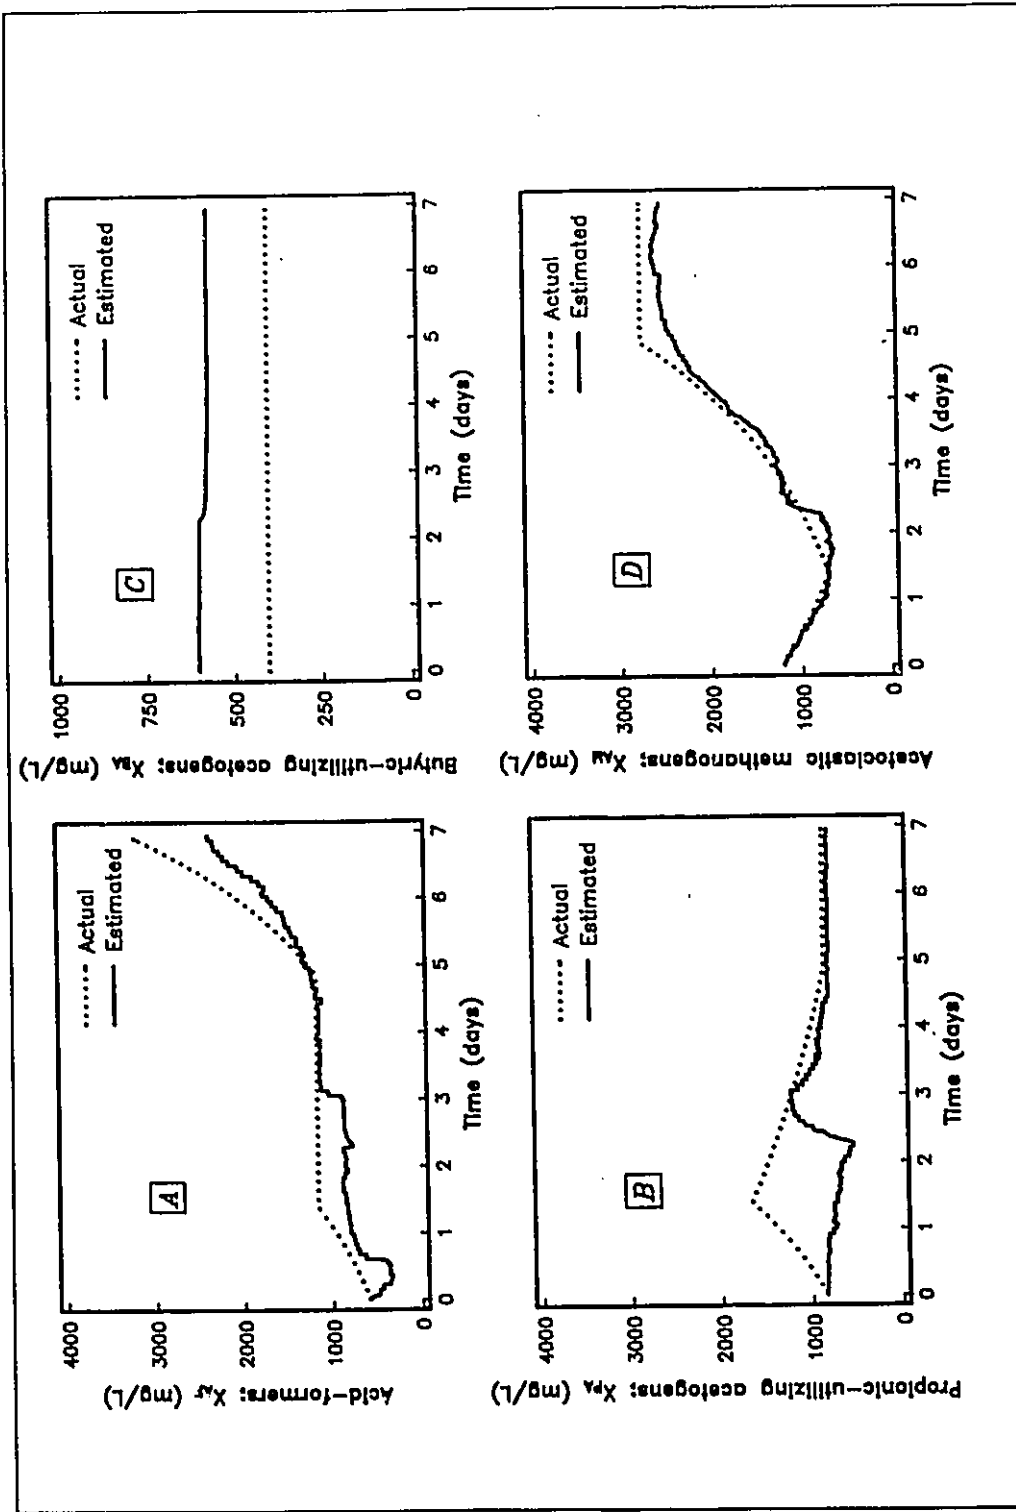 Acid-formers; X_AF (mg/L)
4000
3000
2000
1000
0
A
Actual
Estimated
0 1 2 3 4 5 6 7
Time (days)
Butyric-utilizing acetogens; X_BA (mg/L)
1000
750
500
250
0
C
Actual
Estimated
0 1 2 3 4 5 6 7
Time (days)
Propionic-utilizing acetogens; X_PA (mg/L)
4000
3000
2000
1000
0
B
Actual
Estimated
0 1 2 3 4 5 6 7
Time (days)
Acetoclastic methanogens; X_AM (mg/L)
4000
3000
2000
1000
0
D
Actual
Estimated
0 1 2 3 4 5 6 7
Time (days)